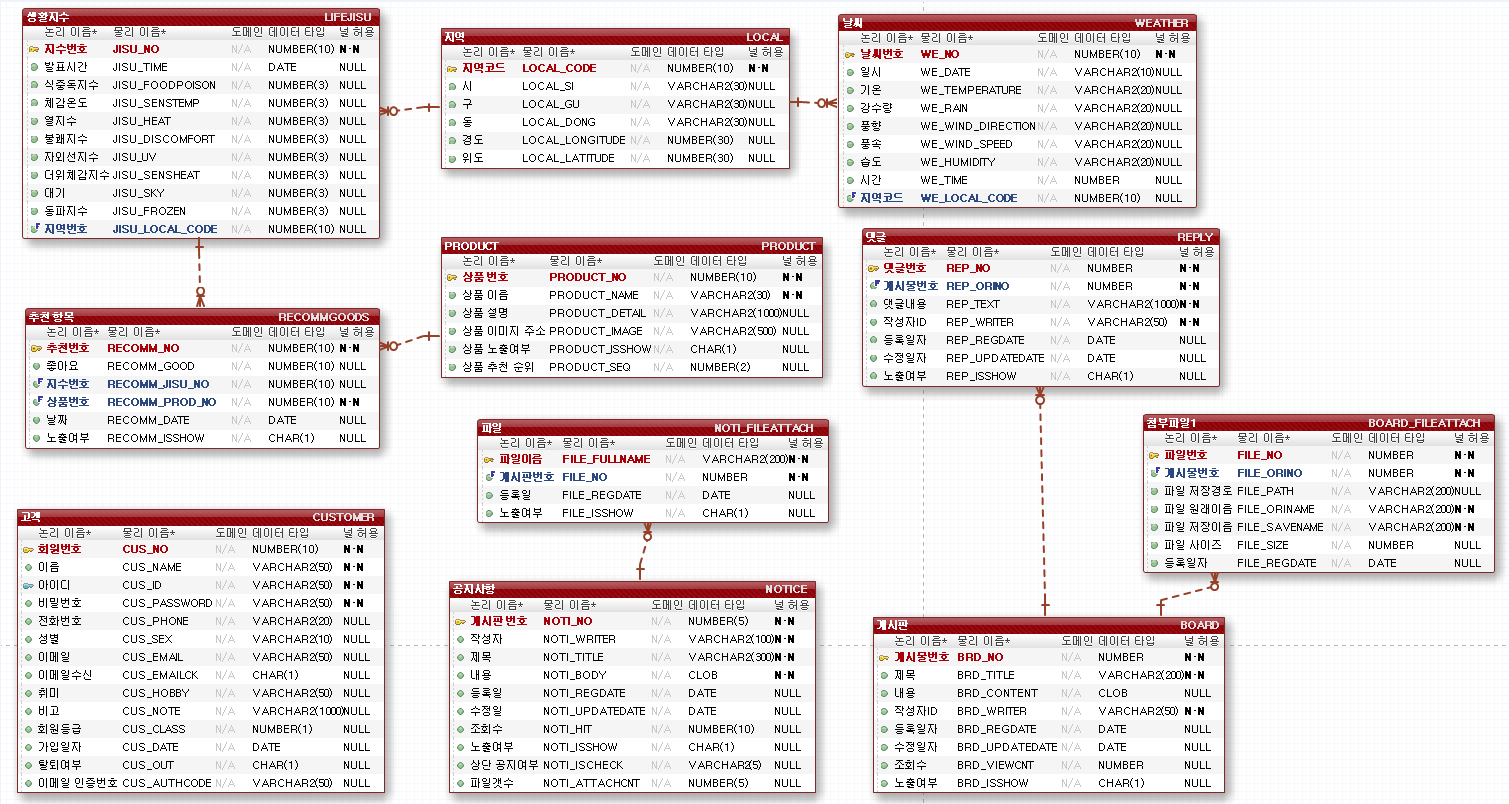 생활지수 LIFEJISU
논리 이름* 물리 이름* 도메인 데이터 타입 널 허용
지수번호 JISU_NO N/A NUMBER(10) N·N
발표시간 JISU_TIME N/A DATE NULL
식중독지수 JISU_FOODPOISON N/A NUMBER(3) NULL
체감온도 JISU_SENSTEMP N/A NUMBER(3) NULL
열지수 JISU_HEAT N/A NUMBER(3) NULL
불쾌지수 JISU_DISCOMFORT N/A NUMBER(3) NULL
자외선지수 JISU_UV N/A NUMBER(3) NULL
더위체감지수 JISU_SENSHEAT N/A NUMBER(3) NULL
대기 JISU_SKY N/A NUMBER(3) NULL
동파지수 JISU_FROZEN N/A NUMBER(3) NULL
지역번호 JISU_LOCAL_CODE N/A NUMBER(10) NULL
지역 LOCAL
논리 이름* 물리 이름* 도메인 데이터 타입 널 허용
지역코드 LOCAL_CODE N/A NUMBER(10) N·N
시 LOCAL_SI N/A VARCHAR2(30) NULL
구 LOCAL_GU N/A VARCHAR2(30) NULL
동 LOCAL_DONG N/A VARCHAR2(30) NULL
경도 LOCAL_LONGITUDE N/A NUMBER(30) NULL
위도 LOCAL_LATITUDE N/A NUMBER(30) NULL
날씨 WEATHER
논리 이름* 물리 이름* 도메인 데이터 타입 널 허용
날씨번호 WE_NO N/A NUMBER(10) N·N
일시 WE_DATE N/A VARCHAR2(10) NULL
기온 WE_TEMPERATURE N/A VARCHAR2(20) NULL
강수량 WE_RAIN N/A VARCHAR2(20) NULL
풍향 WE_WIND_DIRECTION N/A VARCHAR2(20) NULL
풍속 WE_WIND_SPEED N/A VARCHAR2(20) NULL
습도 WE_HUMIDITY N/A VARCHAR2(20) NULL
시간 WE_TIME N/A NUMBER NULL
지역코드 WE_LOCAL_CODE N/A NUMBER(10) NULL
PRODUCT PRODUCT
논리 이름* 물리 이름* 도메인 데이터 타입 널 허용
상품 번호 PRODUCT_NO N/A NUMBER(10) N·N
상품 이름 PRODUCT_NAME N/A VARCHAR2(30) N·N
상품 설명 PRODUCT_DETAIL N/A VARCHAR2(1000) NULL
상품 이미지 주소 PRODUCT_IMAGE N/A VARCHAR2(500) NULL
상품 노출여부 PRODUCT_ISSHOW N/A CHAR(1) NULL
상품 추천 순위 PRODUCT_SEQ N/A NUMBER(2) NULL
댓글 REPLY
논리 이름* 물리 이름* 도메인 데이터 타입 널 허용
댓글번호 REP_NO N/A NUMBER N·N
게시물번호 REP_ORINO N/A NUMBER N·N
댓글내용 REP_TEXT N/A VARCHAR2(1000) N·N
작성자ID REP_WRITER N/A VARCHAR2(50) N·N
등록일자 REP_REGDATE N/A DATE NULL
수정일자 REP_UPDATEDATE N/A DATE NULL
노출여부 REP_ISSHOW N/A CHAR(1) NULL
추천 항목 RECOMMGOODS
논리 이름* 물리 이름* 도메인 데이터 타입 널 허용
추천번호 RECOMM_NO N/A NUMBER(10) N·N
좋아요 RECOMM_GOOD N/A NUMBER(10) NULL
지수번호 RECOMM_JISU_NO N/A NUMBER(10) N·N
상품번호 RECOMM_PROD_NO N/A NUMBER(10) N·N
날짜 RECOMM_DATE N/A DATE NULL
노출여부 RECOMM_ISSHOW N/A CHAR(1) NULL
파일 NOTI_FILEATTACH
논리 이름* 물리 이름* 도메인 데이터 타입 널 허용
파일이름 FILE_FULLNAME N/A VARCHAR2(200) N·N
게시판번호 FILE_NO N/A NUMBER N·N
등록일 FILE_REGDATE N/A DATE NULL
노출여부 FILE_ISSHOW N/A CHAR(1) NULL
첨부파일1 BOARD_FILEATTACH
논리 이름* 물리 이름* 도메인 데이터 타입 널 허용
파일번호 FILE_NO N/A NUMBER N·N
게시물번호 FILE_ORINO N/A NUMBER N·N
파일 저장경로 FILE_PATH N/A VARCHAR2(200) NULL
파일 원래이름 FILE_ORINAME N/A VARCHAR2(200) N·N
파일 저장이름 FILE_SAVENAME N/A VARCHAR2(200) N·N
파일 사이즈 FILE_SIZE N/A NUMBER NULL
등록일자 FILE_REGDATE N/A DATE NULL
고객 CUSTOMER
논리 이름* 물리 이름* 도메인 데이터 타입 널 허용
회원번호 CUS_NO N/A NUMBER(10) N·N
이름 CUS_NAME N/A VARCHAR2(50) N·N
아이디 CUS_ID N/A VARCHAR2(50) N·N
비밀번호 CUS_PASSWORD N/A VARCHAR2(50) N·N
전화번호 CUS_PHONE N/A VARCHAR2(20) NULL
성별 CUS_SEX N/A VARCHAR2(10) NULL
이메일 CUS_EMAIL N/A VARCHAR2(50) NULL
이메일수신 CUS_EMAILCK N/A CHAR(1) NULL
취미 CUS_HOBBY N/A VARCHAR2(50) NULL
비고 CUS_NOTE N/A VARCHAR2(1000) NULL
회원등급 CUS_CLASS N/A NUMBER(1) NULL
가입일자 CUS_DATE N/A DATE NULL
탈퇴여부 CUS_OUT N/A CHAR(1) NULL
이메일 인증번호 CUS_AUTHCODE N/A VARCHAR2(50) NULL
공지사항 NOTICE
논리 이름* 물리 이름* 도메인 데이터 타입 널 허용
게시판 번호 NOTI_NO N/A NUMBER(5) N·N
작성자 NOTI_WRITER N/A VARCHAR2(100) N·N
제목 NOTI_TITLE N/A VARCHAR2(300) N·N
내용 NOTI_BODY N/A CLOB N·N
등록일 NOTI_REGDATE N/A DATE NULL
수정일 NOTI_UPDATEDATE N/A DATE NULL
조회수 NOTI_HIT N/A NUMBER(10) NULL
노출여부 NOTI_ISSHOW N/A CHAR(1) NULL
상단 공지여부 NOTI_ISCHECK N/A VARCHAR2(5) NULL
파일갯수 NOTI_ATTACHCNT N/A NUMBER(5) NULL
게시판 BOARD
논리 이름* 물리 이름* 도메인 데이터 타입 널 허용
게시물번호 BRD_NO N/A NUMBER N·N
제목 BRD_TITLE N/A VARCHAR2(200) N·N
내용 BRD_CONTENT N/A CLOB NULL
작성자ID BRD_WRITER N/A VARCHAR2(50) N·N
등록일자 BRD_REGDATE N/A DATE NULL
수정일자 BRD_UPDATEDATE N/A DATE NULL
조회수 BRD_VIEWCNT N/A NUMBER NULL
노출여부 BRD_ISSHOW N/A CHAR(1) NULL